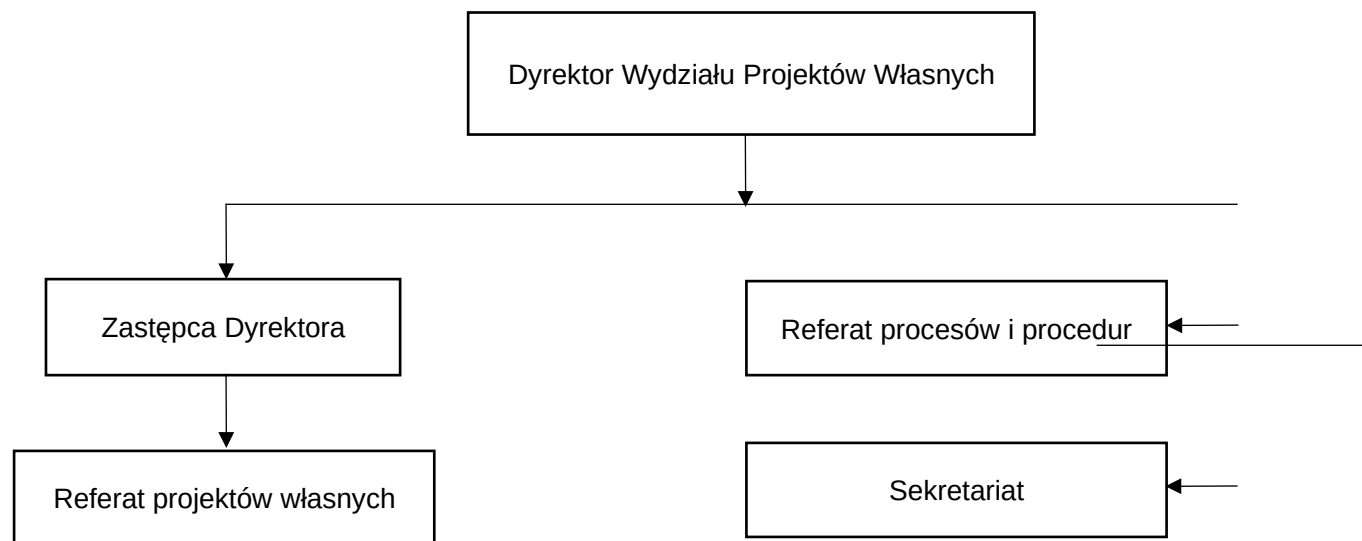 Dyrektor Wydziału Projektów Własnych
Zastępca Dyrektora
Referat procesów i procedur
Referat projektów własnych
Sekretariat